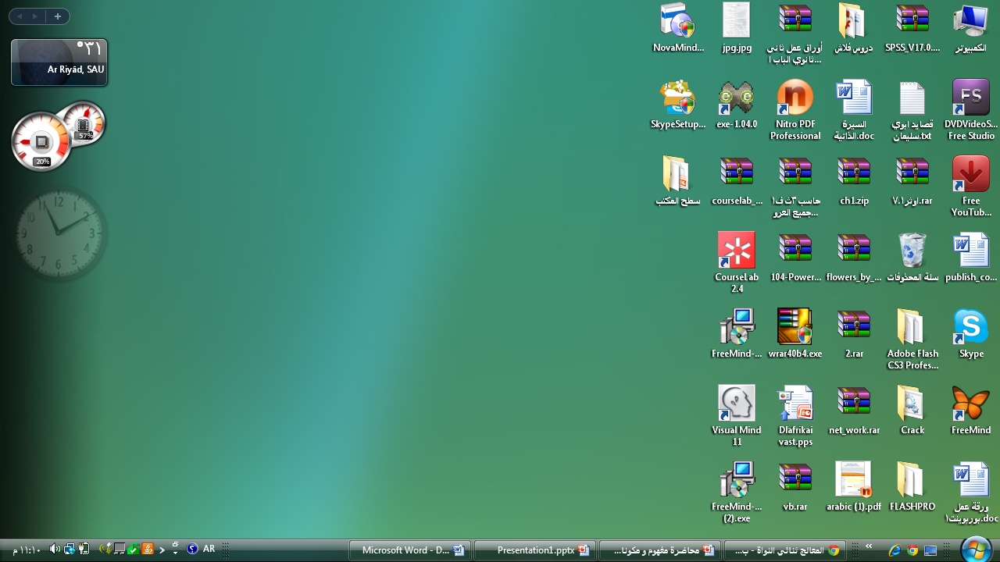 °٣١
Ar Riyād, SAU
57%
20%
12
11
1
10
2
9
3
8
4
7
5
6
الكمبيوتر
SPSS_V17.0....
دروس فلاش
أوراق عمل ثاني
ثانوي الباب ١...
jpg.jpg
NovaMind...
FS
DVDVideoS...
Free Studio
قصايد ابوي
سليمان.txt
السيرة
الذاتية.doc
n
Nitro PDF
Professional
exe-1.04.0
SkypeSetup...
Free
YouTub...
اوتر٧.١.rar
ch1.zip
حاسب ٣ث ف١
جميع العرو...
courselab_...
سطح المكتب
publish_co...
سلة المحذوفات
flowers_by_...
104-Power...
CourseLab
2.4
Skype
Adobe Flash
CS3 Profes...
2.rar
wrar40b4.exe
FreeMind-...
FreeMind
Crack
net_work.rar
Dlafrikai
vast.pps
Visual Mind
11
ورقة عمل
بوربوينت١.doc
FLASHPRO
arabic (1).pdf
vb.rar
FreeMind-...
(2).exe
المعالج ثنائي النواة - ب...
محاضرة مفهوم و مكونا...
Presentation1.pptx
Microsoft Word - D...
AR
١١:١٠ م